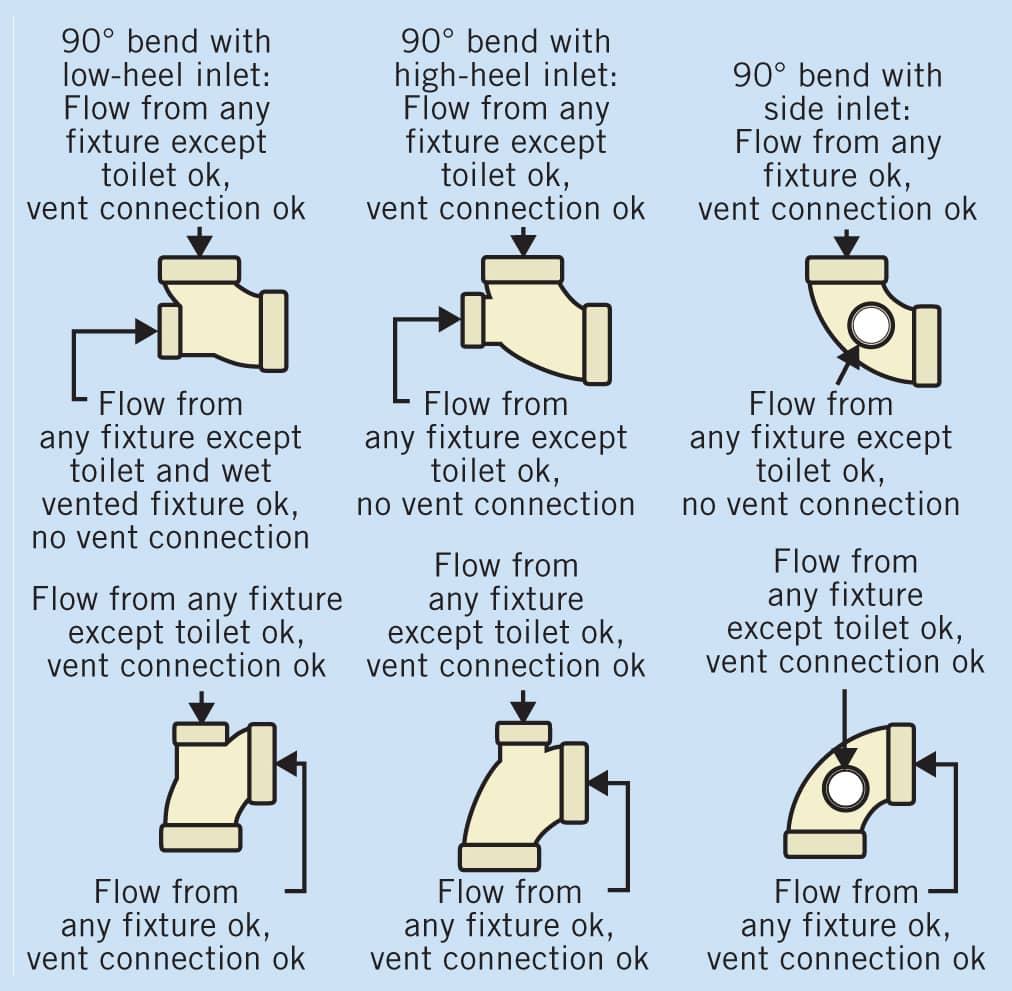 90° bend with
low-heel inlet:
Flow from any
fixture except
toilet ok,
vent connection ok
90° bend with
high-heel inlet:
Flow from any
fixture except
toilet ok,
vent connection ok
90° bend with
side inlet:
Flow from any
fixture ok,
vent connection ok
Flow from
any fixture except
toilet and wet
vented fixture ok,
no vent connection
Flow from
any fixture except
toilet ok,
no vent connection
Flow from
any fixture except
toilet ok,
no vent connection
Flow from any fixture
except toilet ok,
vent connection ok
Flow from
any fixture
except toilet ok,
vent connection ok
Flow from
any fixture
except toilet ok,
vent connection ok
Flow from
any fixture ok,
vent connection ok
Flow from
any fixture ok,
vent connection ok
Flow from
any fixture ok,
vent connection ok